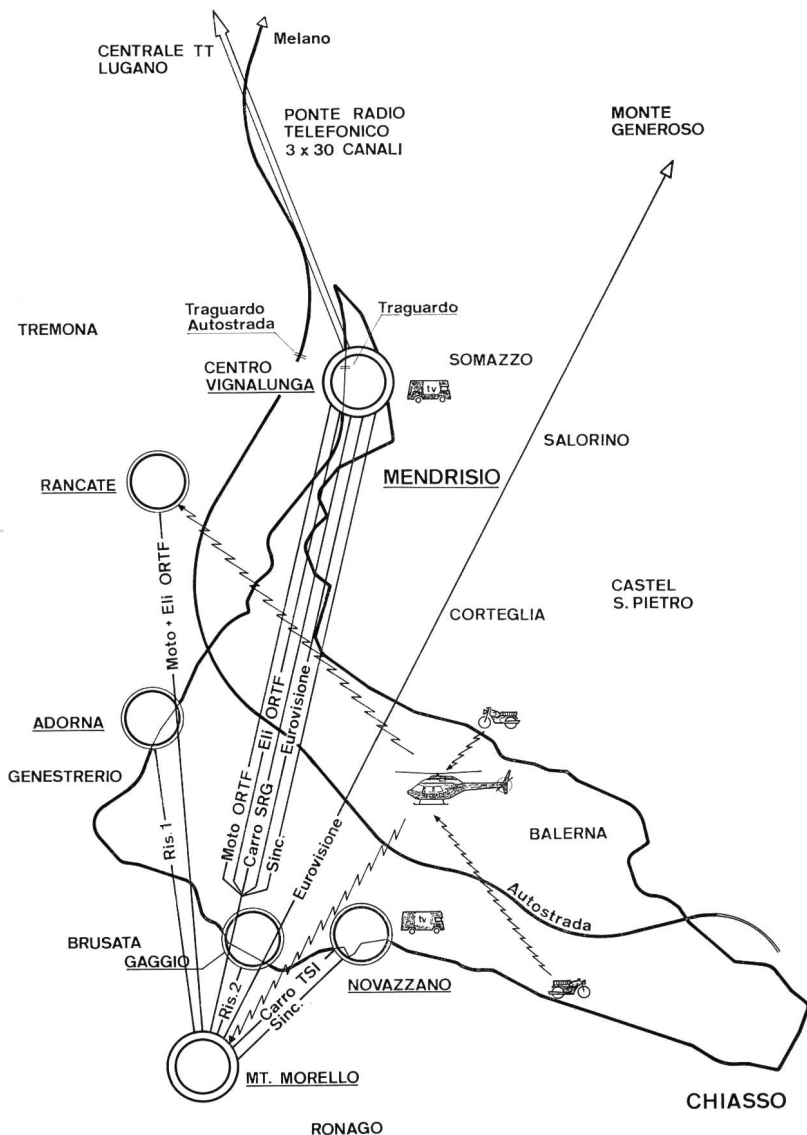 Melano
CENTRALE TT
LUGANO
PONTE RADIO
TELEFONICO
3 x 30 CANALI
MONTE
GENEROSO
Traguardo
Autostrada
Traguardo
TREMONA
CENTRO
VIGNALUNGA
SOMAZZO
tv
SALORINO
MENDRISIO
RANCATE
Moto + Eli ORTF
CASTEL
S. PIETRO
CORTEGLIA
ADORNA
GENESTRERIO
Ris. 1
Moto ORTF
Carro SRG
Eli ORTF
Sinc.
Eurovisione
Eurovisione
BALERNA
Autostrada
BRUSATA
GAGGIO
tv
NOVAZZANO
Ris. 2
Carro TSI
Sinc.
MT. MORELLO
CHIASSO
RONAGO